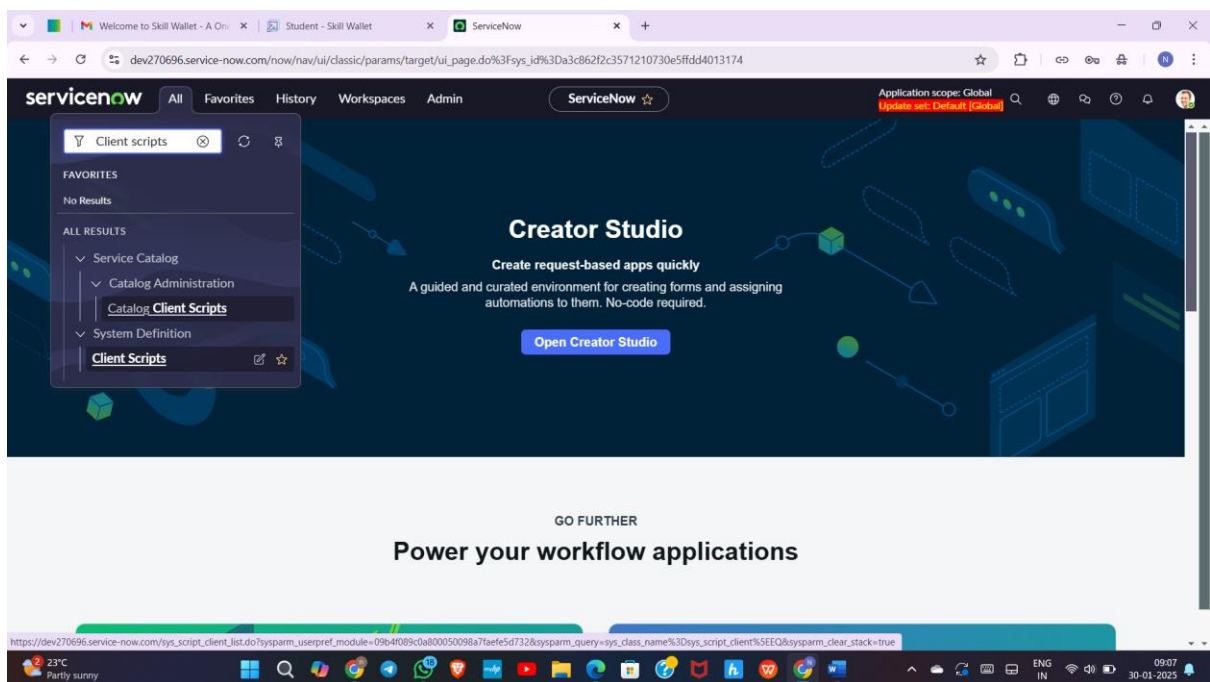 Welcome to Skill Wallet - A On
Student - Skill Wallet
ServiceNow
dev270696.service-now.com/now/nav/ui/classic/params/target/ui_page.do%3Fsys_id%3Da3c862f2c3571210730e5ffdd4013174
N
servicenow
All
Favorites
History
Workspaces
Admin
ServiceNow
Application scope: Global
Update set: Default [Global]
Client scripts
FAVORITES
No Results
ALL RESULTS
Service Catalog
Catalog Administration
Catalog Client Scripts
System Definition
Client Scripts
Creator Studio
Create request-based apps quickly
A guided and curated environment for creating forms and assigning
automations to them. No-code required.
Open Creator Studio
GO FURTHER
Power your workflow applications
https://dev270696.service-now.com/sys_script_client_list.do?sysparm_userpref_module=09b4f089c0a800050098a7faefe5d732&sysparm_query=sys_class_name%3Dsys_script_client%5EEQ&sysparm_clear_stack=true
2
23°C
Partly sunny
18
ENG
IN
09:07
30-01-2025